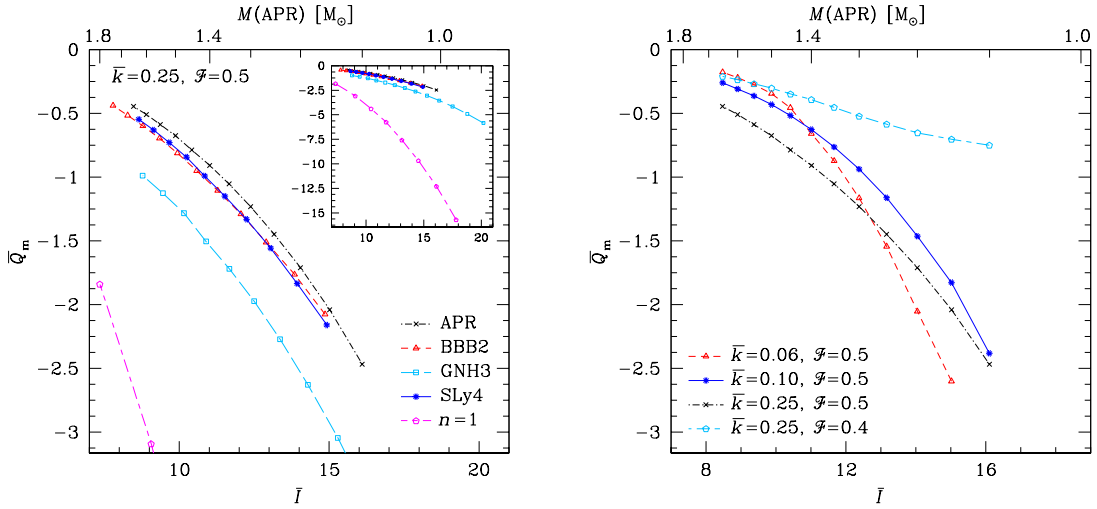 M(APR) [M⊙]
1.8 1.4 1.0
k̄=0.25, ℱ=0.5
0
−0.5
−1
−1.5
−2
−2.5
−3
Q̄m
0
−2.5
−5
−7.5
−10
−12.5
−15
10 15 20
APR
BBB2
GNH3
SLy4
n=1
10 12 14 16 18 20
Ī
M(APR) [M⊙]
1.8 1.4 1.0
0
−0.5
−1
−1.5
−2
−2.5
−3
Q̄m
k̄=0.06, ℱ=0.5
k̄=0.10, ℱ=0.5
k̄=0.25, ℱ=0.5
k̄=0.25, ℱ=0.4
8 12 16
Ī